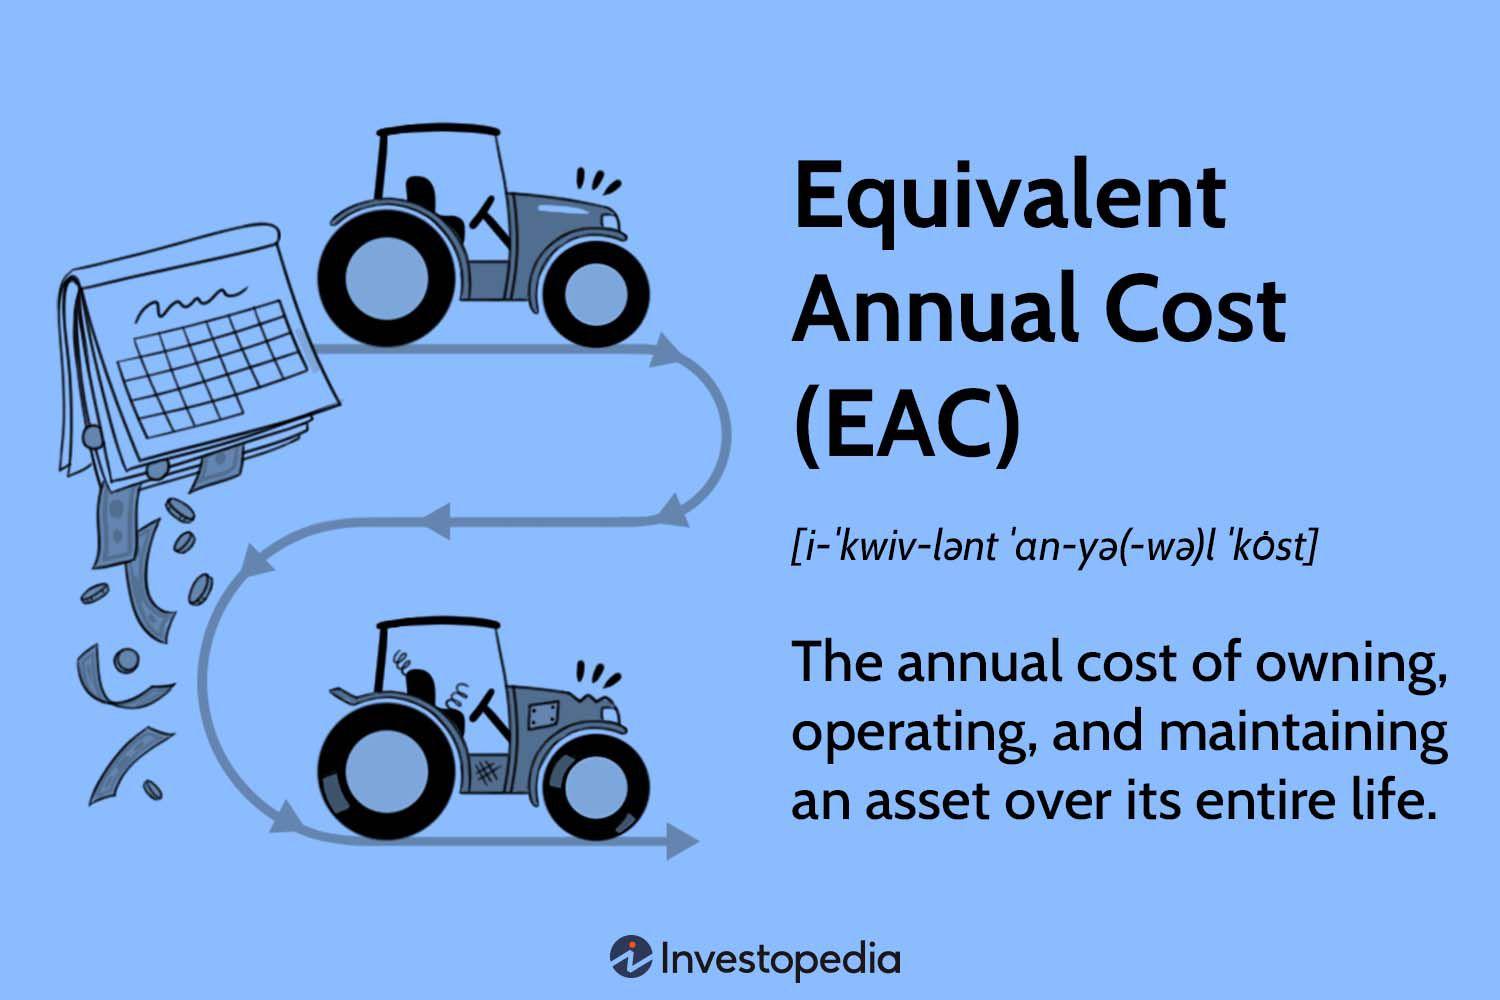 Equivalent
Annual Cost
(EAC)
[i-ˈkwiv-lənt ˈan-yə(-wə)l ˈkȯst]
The annual cost of owning,
operating, and maintaining
an asset over its entire life.
Investopedia